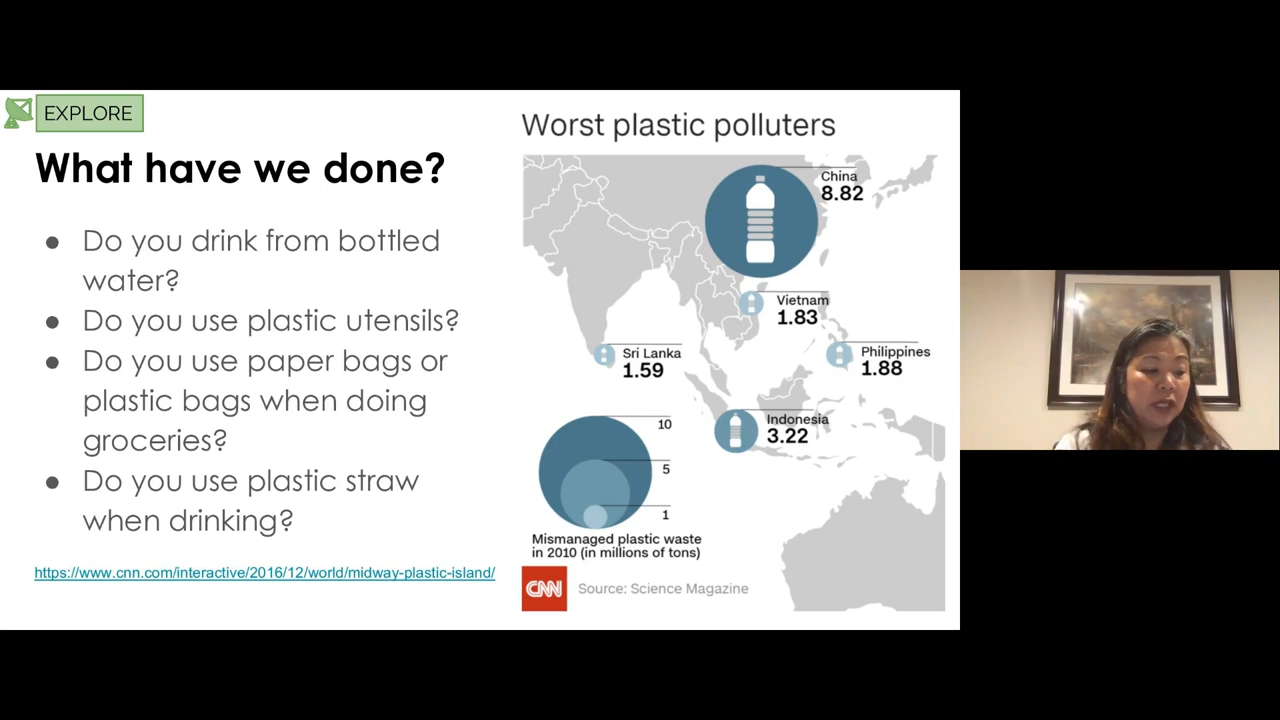 EXPLORE
What have we done?
● Do you drink from bottled
water?
● Do you use plastic utensils?
● Do you use paper bags or
plastic bags when doing
groceries?
● Do you use plastic straw
when drinking?
https://www.cnn.com/interactive/2016/12/world/midway-plastic-island/
Worst plastic polluters
China
8.82
Vietnam
1.83
Sri Lanka
1.59
Philippines
1.88
Indonesia
3.22
10
5
1
Mismanaged plastic waste
in 2010 (in millions of tons)
CNN
Source: Science Magazine